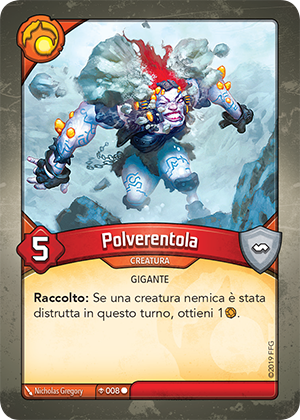 5
Polverentola
CREATURA
GIGANTE
Raccolto: Se una creatura nemica è stata
distrutta in questo turno, ottieni 1
Nicholas Gregory
008
©2019 FFG